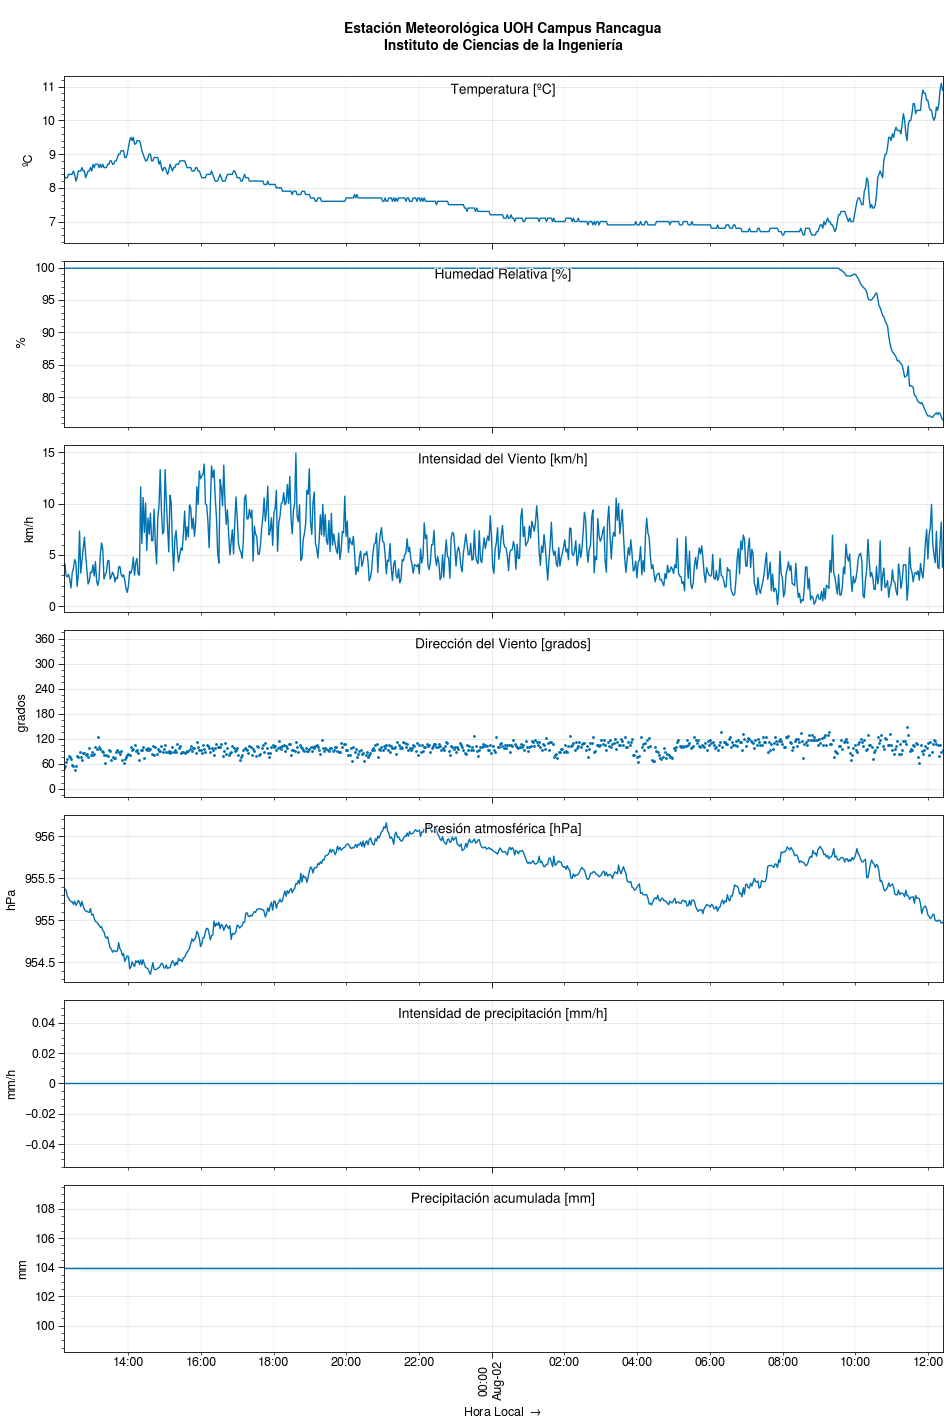 Estación Meteorológica UOH Campus Rancagua
Instituto de Ciencias de la Ingeniería
Temperatura [ºC]
ºC
11
10
9
8
7
Humedad Relativa [%]
%
100
95
90
85
80
Intensidad del Viento [km/h]
km/h
15
10
5
0
Dirección del Viento [grados]
grados
360
300
240
180
120
60
0
Presión atmosférica [hPa]
hPa
956
955.5
955
954.5
Intensidad de precipitación [mm/h]
mm/h
0.04
0.02
0
−0.02
−0.04
Precipitación acumulada [mm]
mm
108
106
104
102
100
14:00 16:00 18:00 20:00 22:00 00:00 02:00 04:00 06:00 08:00 10:00 12:00
Aug-02
Hora Local →